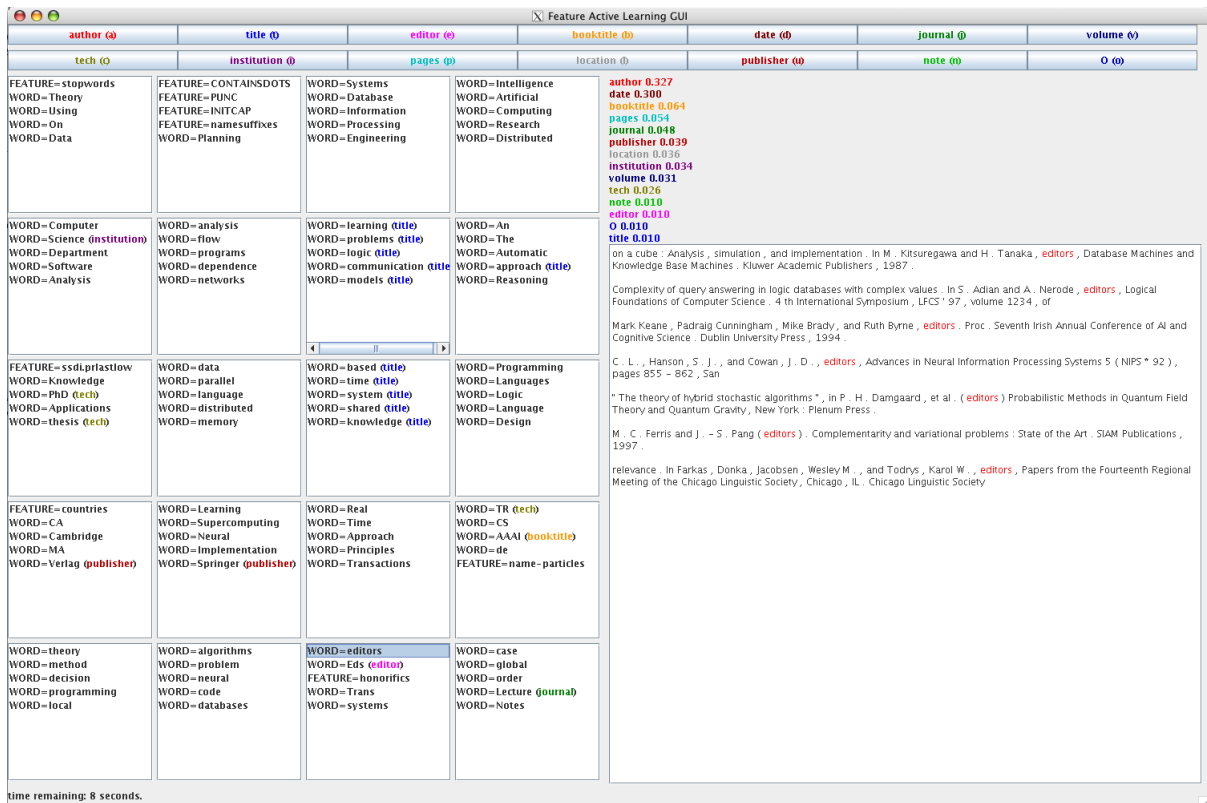 Feature Active Learning GUI
author (a) title (t) editor (e) booktitle (b) date (d) journal (j) volume (v)
tech (c) institution (i) pages (p) location (l) publisher (u) note (n) O (o)
FEATURE=stopwords
WORD=Theory
WORD=Using
WORD=On
WORD=Data
FEATURE=CONTAINSDOTS
FEATURE=PUNC
FEATURE=INITCAP
FEATURE=namesuffixes
WORD=Planning
WORD=Systems
WORD=Database
WORD=Information
WORD=Processing
WORD=Engineering
WORD=Intelligence
WORD=Artificial
WORD=Computing
WORD=Research
WORD=Distributed
WORD=Computer
WORD=Science (institution)
WORD=Department
WORD=Software
WORD=Analysis
WORD=analysis
WORD=flow
WORD=programs
WORD=dependence
WORD=networks
WORD=learning (title)
WORD=problems (title)
WORD=logic (title)
WORD=communication (title
WORD=models (title)
WORD=An
WORD=The
WORD=Automatic
WORD=approach (title)
WORD=Reasoning
FEATURE=ssdi.prlastlow
WORD=Knowledge
WORD=PhD (tech)
WORD=Applications
WORD=thesis (tech)
WORD=data
WORD=parallel
WORD=language
WORD=distributed
WORD=memory
WORD=based (title)
WORD=time (title)
WORD=system (title)
WORD=shared (title)
WORD=knowledge (title)
WORD=Programming
WORD=Languages
WORD=Logic
WORD=Language
WORD=Design
FEATURE=countries
WORD=CA
WORD=Cambridge
WORD=MA
WORD=Verlag (publisher)
WORD=Learning
WORD=Supercomputing
WORD=Neural
WORD=Implementation
WORD=Springer (publisher)
WORD=Real
WORD=Time
WORD=Approach
WORD=Principles
WORD=Transactions
WORD=TR (tech)
WORD=CS
WORD=AAAI (booktitle)
WORD=de
FEATURE=name-particles
WORD=theory
WORD=method
WORD=decision
WORD=programming
WORD=local
WORD=algorithms
WORD=problem
WORD=neural
WORD=code
WORD=databases
WORD=editors
WORD=Eds (editor)
FEATURE=honorifics
WORD=Trans
WORD=systems
WORD=case
WORD=global
WORD=order
WORD=Lecture (journal)
WORD=Notes
author 0.327
date 0.300
booktitle 0.064
pages 0.054
journal 0.048
publisher 0.039
location 0.036
institution 0.034
volume 0.031
tech 0.026
note 0.010
editor 0.010
O 0.010
title 0.010
on a cube : Analysis , simulation , and implementation . In M . Kitsuregawa and H . Tanaka , editors , Database Machines and
Knowledge Base Machines . Kluwer Academic Publishers , 1987 .
Complexity of query answering in logic databases with complex values . In S . Adian and A . Nerode , editors , Logical
Foundations of Computer Science . 4 th International Symposium , LFCS ' 97 , volume 1234 , of
Mark Keane , Padraig Cunningham , Mike Brady , and Ruth Byrne , editors . Proc . Seventh Irish Annual Conference of AI and
Cognitive Science . Dublin University Press , 1994 .
C . L . , Hanson , S . J . , and Cowan , J . D . , editors , Advances in Neural Information Processing Systems 5 ( NIPS * 92 ) ,
pages 855 - 862 , San
" The theory of hybrid stochastic algorithms " , in P . H . Damgaard , et al . ( editors ) Probabilistic Methods in Quantum Field
Theory and Quantum Gravity , New York : Plenum Press .
M . C . Ferris and J . - S . Pang ( editors ) . Complementarity and variational problems : State of the Art . SIAM Publications ,
1997 .
relevance . In Farkas , Donka , Jacobsen , Wesley M . , and Todrys , Karol W . , editors , Papers from the Fourteenth Regional
Meeting of the Chicago Linguistic Society , Chicago , IL . Chicago Linguistic Society
time remaining: 8 seconds.